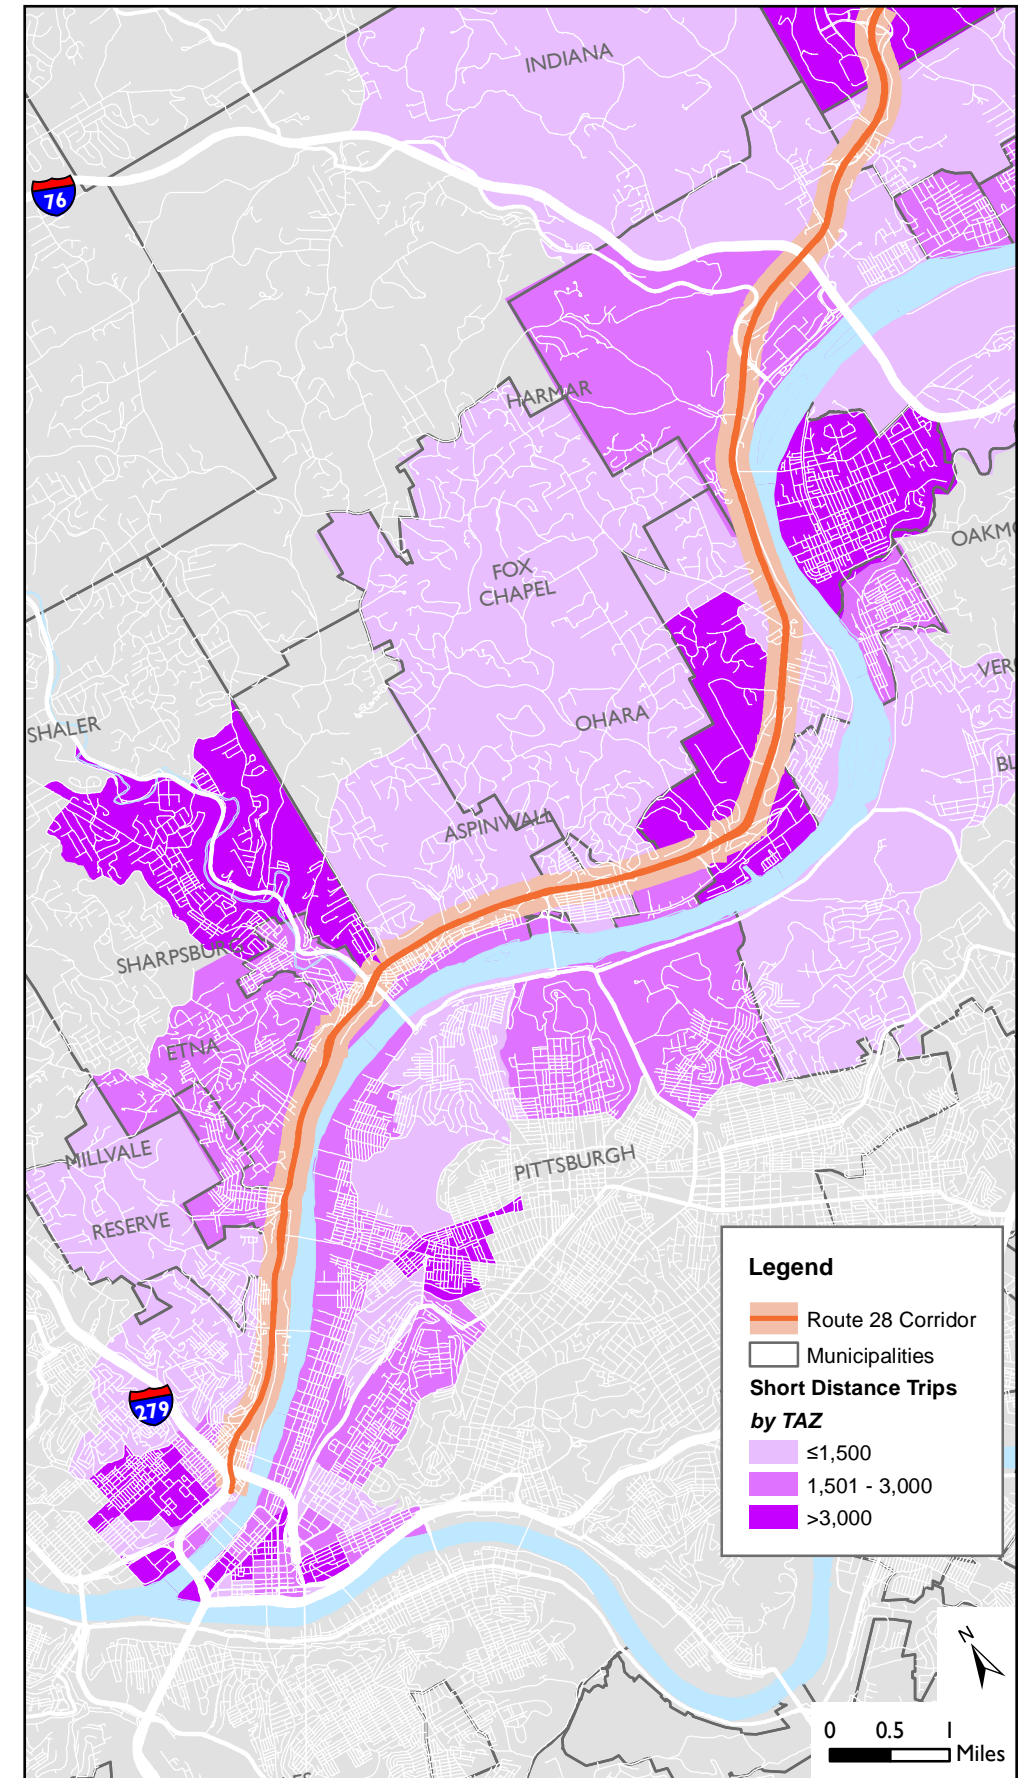 INDIANA
76
HARMAR
OAKMO
FOX
CHAPEL
VER
OHARA
SHALER
BL
ASPINWALL
SHARPSBURG
ETNA
MILLVALE
PITTSBURGH
RESERVE
279
Legend
Route 28 Corridor
Municipalities
Short Distance Trips
by TAZ
≤1,500
1,501 - 3,000
>3,000
N
0 0.5 1
Miles